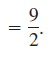 = 9/2.